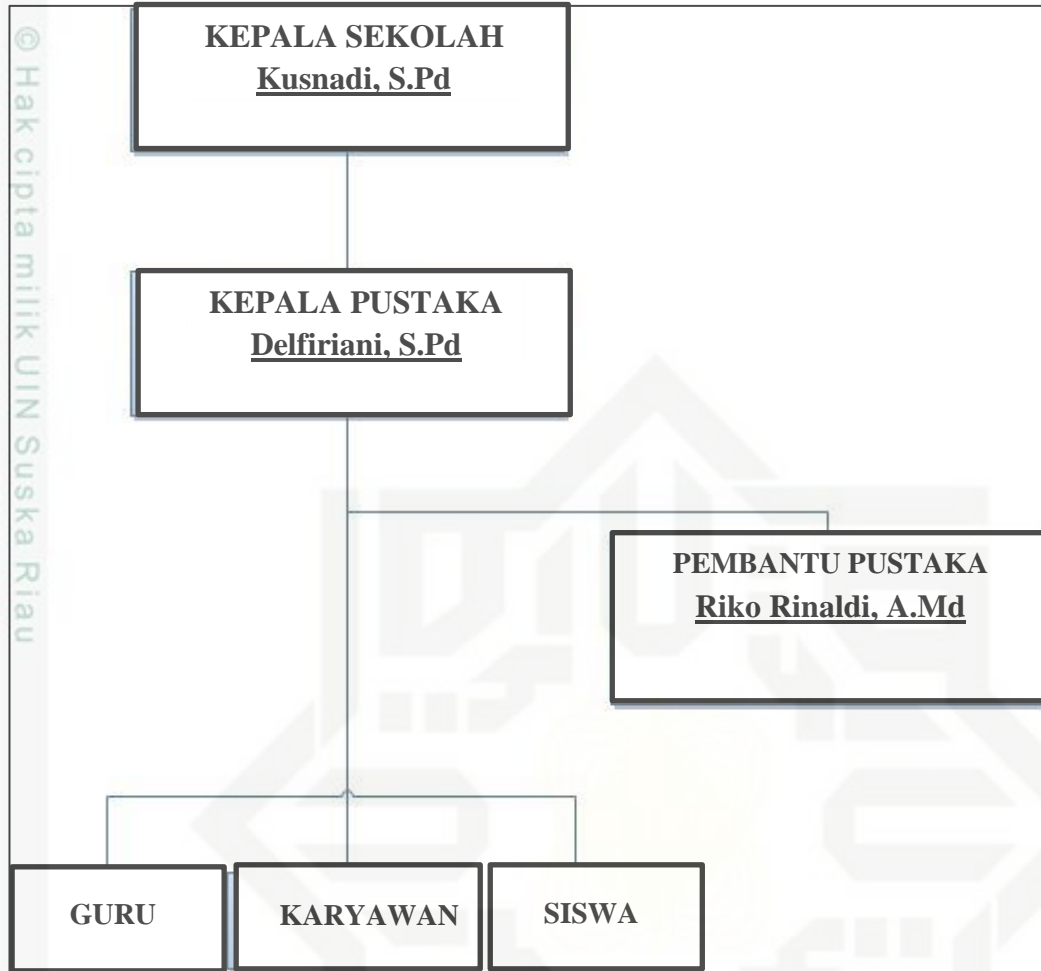 © Hak cipta milik UIN Suska Riau
KEPALA SEKOLAH
Kusnadi, S.Pd
KEPALA PUSTAKA
Delfiriani, S.Pd
PEMBANTU PUSTAKA
Riko Rinaldi, A.Md
GURU
KARYAWAN
SISWA